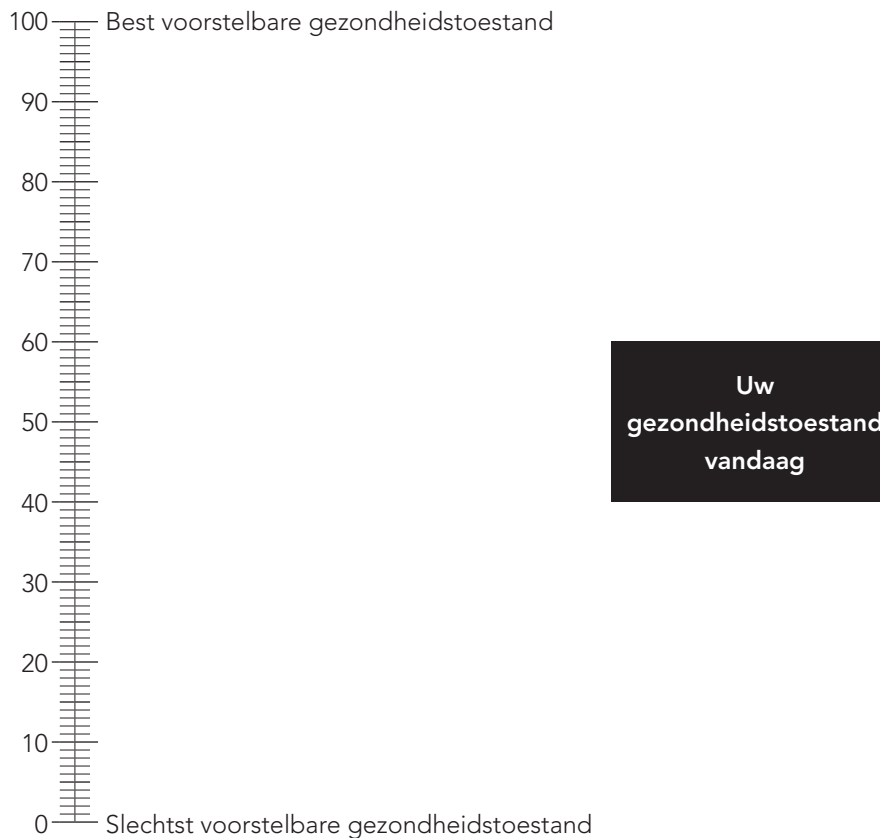 100 Best voorstelbare gezondheidstoestand
90
80
70
60
Uw
gezondheidstoestand
vandaag
50
40
30
20
10
0 Slechtst voorstelbare gezondheidstoestand